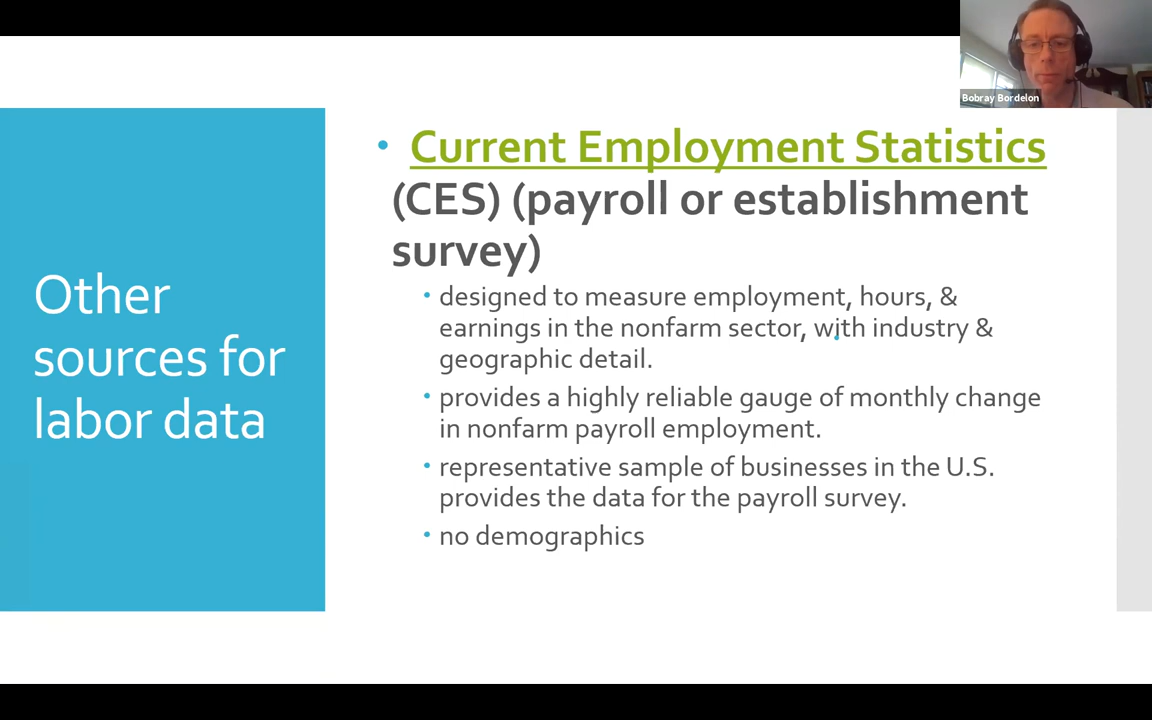 Bobray Bordelon
Other
sources for
labor data
• Current Employment Statistics
(CES) (payroll or establishment
survey)
• designed to measure employment, hours, &
earnings in the nonfarm sector, with industry &
geographic detail.
• provides a highly reliable gauge of monthly change
in nonfarm payroll employment.
• representative sample of businesses in the U.S.
provides the data for the payroll survey.
• no demographics